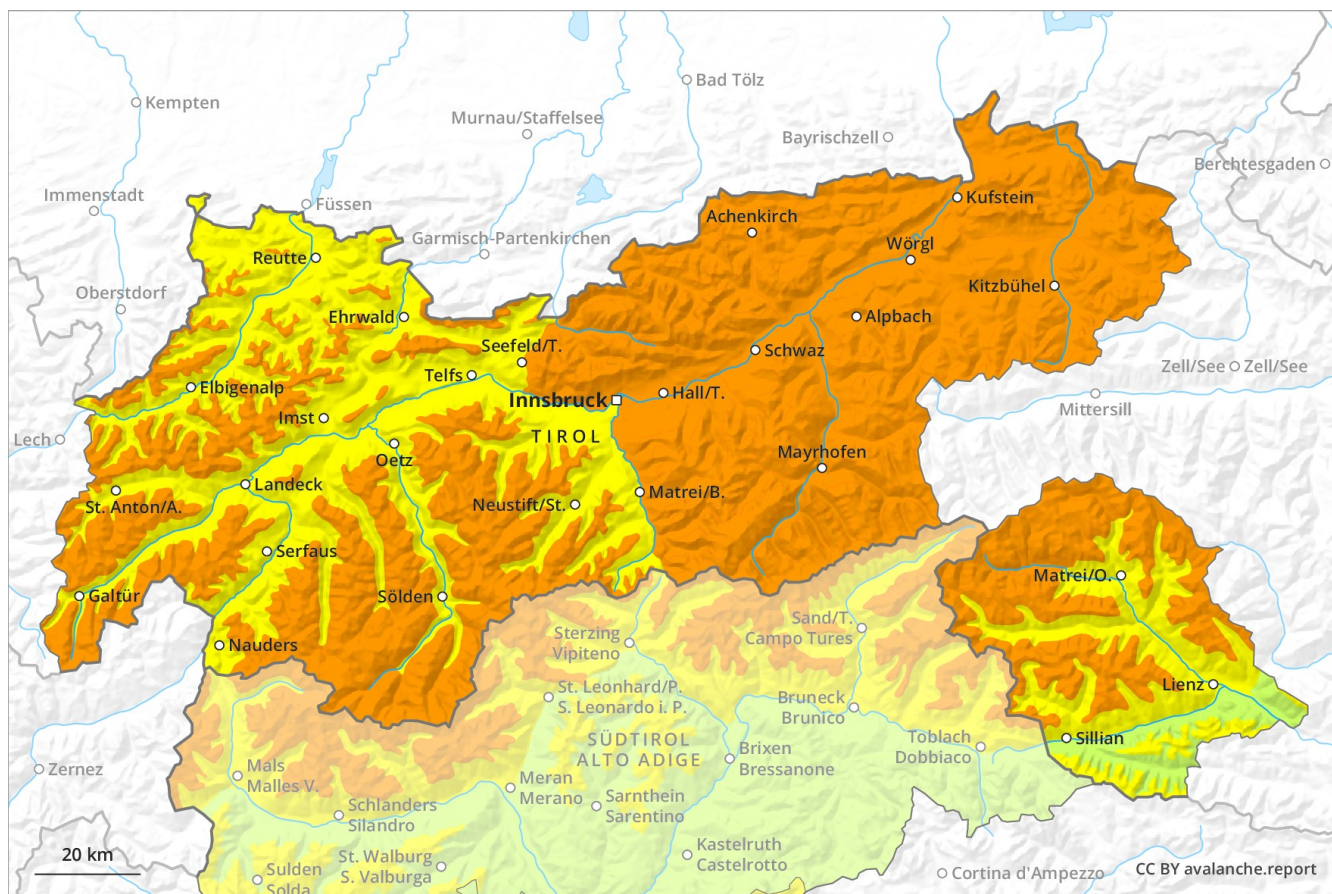 Bad Tölz
Kempten
Murnau/Staffelsee
Bayrischzell
Berchtesgaden
Immenstadt
Füssen
Kufstein
Achenkirch
Garmisch-Partenkirchen
Wörgl
Reutte
Kitzbühel
Oberstdorf
Ehrwald
Alpbach
Seefeld/T.
Schwaz
Zell/See
Zell/See
Telfs
Elbigenalp
Hall/T.
Innsbruck
Mittersill
Imst
TIROL
Lech
Oetz
Mayrhofen
Landeck
Matrei/B.
St. Anton/A.
Neustift/St.
Serfaus
Matrei/O.
Galtür
Sölden
Sand/T.
Campo Tures
Sterzing
Vipiteno
Nauders
Lienz
St. Leonhard/P.
S. Leonardo i. P.
Bruneck
Brunico
Sillian
SÜDTIROL
ALTO ADIGE
Toblach
Dobbiaco
Brixen
Bressanone
Zernez
Mals
Malles V.
Meran
Merano
Sarnthein
Sarentino
Schlanders
Silandro
Kastelruth
Castelrotto
20 km
St. Walburg
S. Valburga
Sulden
Solda
Cortina d'Ampezzo
CC BY avalanche.report